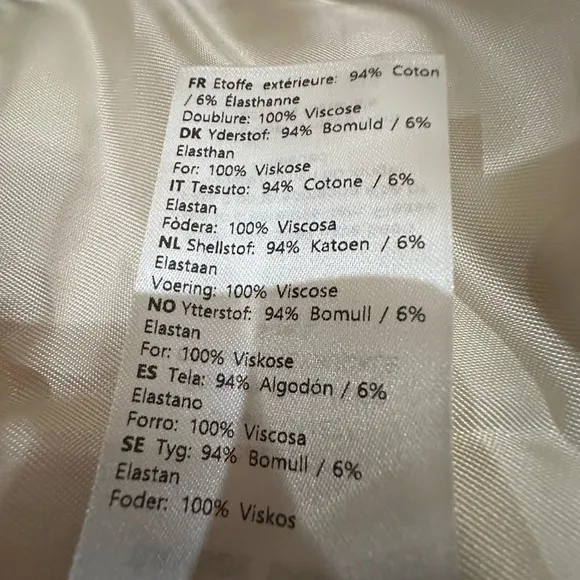 FR Etoffe extérieure: 94% Coton
/ 6% Élasthanne
Doublure: 100% Viscose
DK Yderstof: 94% Bomuld / 6%
Elasthan
For: 100% Viskose
IT Tessuto: 94% Cotone / 6%
Elastan
Fòdera: 100% Viscosa
NL Shellstof: 94% Katoen / 6%
Elastaan
Voering: 100% Viscose
NO Ytterstof: 94% Bomull / 6%
Elastan
For: 100% Viskose
ES Tela: 94% Algodón / 6%
Elastano
Forro: 100% Viscosa
SE Tyg: 94% Bomull / 6%
Elastan
Foder: 100% Viskos